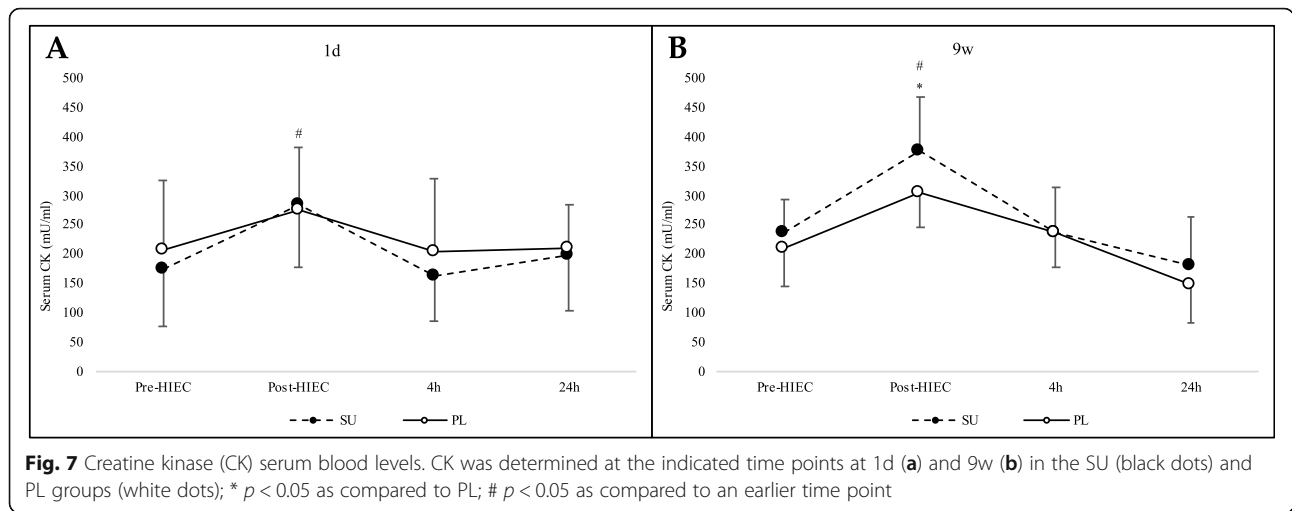 A
1d
500
450
400
350
300
250
200
150
100
50
0
Serum CK (mU/ml)
#
Pre-HIEC Post-HIEC 4h 24h
SU PL
B
9w
500
450
400
350
300
250
200
150
100
50
0
Serum CK (mU/ml)
#
*
Pre-HIEC Post-HIEC 4h 24h
SU PL
Fig. 7 Creatine kinase (CK) serum blood levels. CK was determined at the indicated time points at 1d (a) and 9w (b) in the SU (black dots) and
PL groups (white dots); * p < 0.05 as compared to PL; # p < 0.05 as compared to an earlier time point